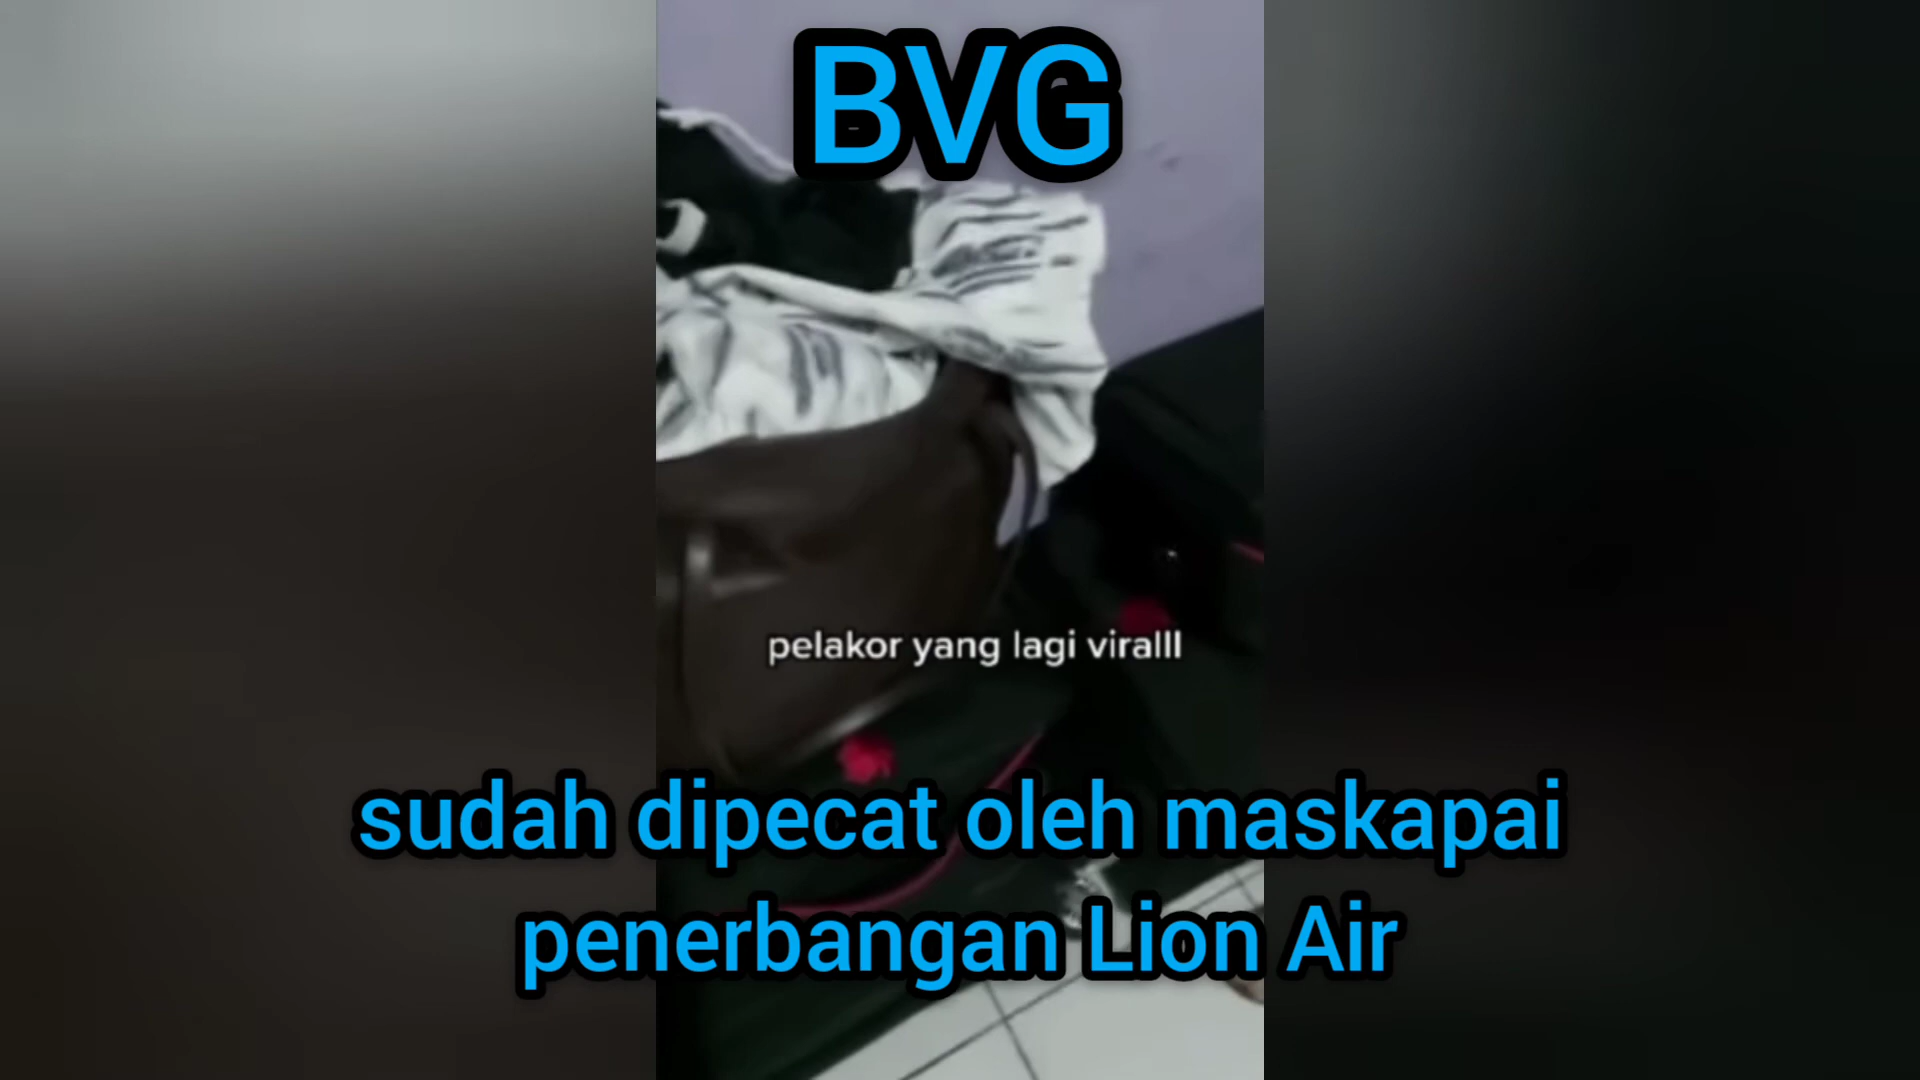 BVG
pelakor yang lagi viralll
sudah dipecat oleh maskapai
penerbangan Lion Air